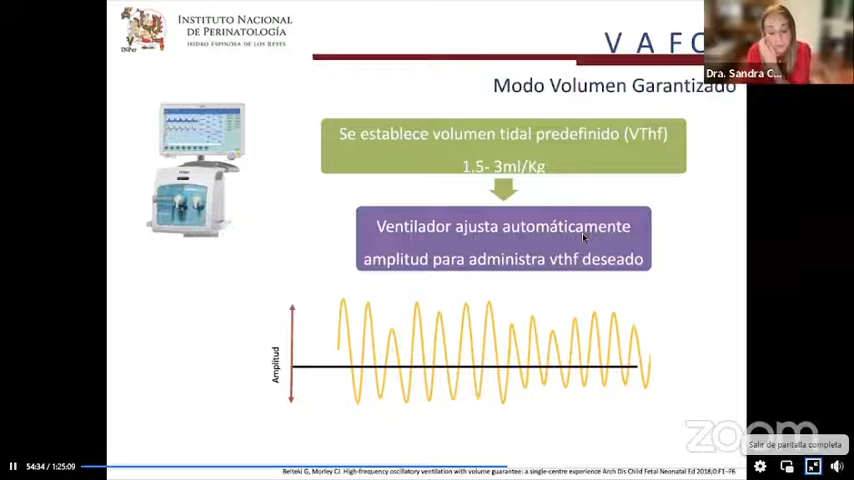 INSTITUTO NACIONAL
DE PERINATOLOGÍA
ISIDRO ESPINOSA DE LOS REYES
INPer
V A F O
Dra. Sandra C...
Modo Volumen Garantizado
Se establece volumen tidal predefinido (VThf)
1.5- 3ml/Kg
Ventilador ajusta automáticamente
amplitud para administra vthf deseado
Amplitud
zoom
Salir de pantalla completa
54:34 / 1:25:09
Belteki G, Morley CJ. High-frequency oscillatory ventilation with volume guarantee: a single-centre experience Arch Dis Child Fetal Neonatal Ed 2018;0:F1–F6